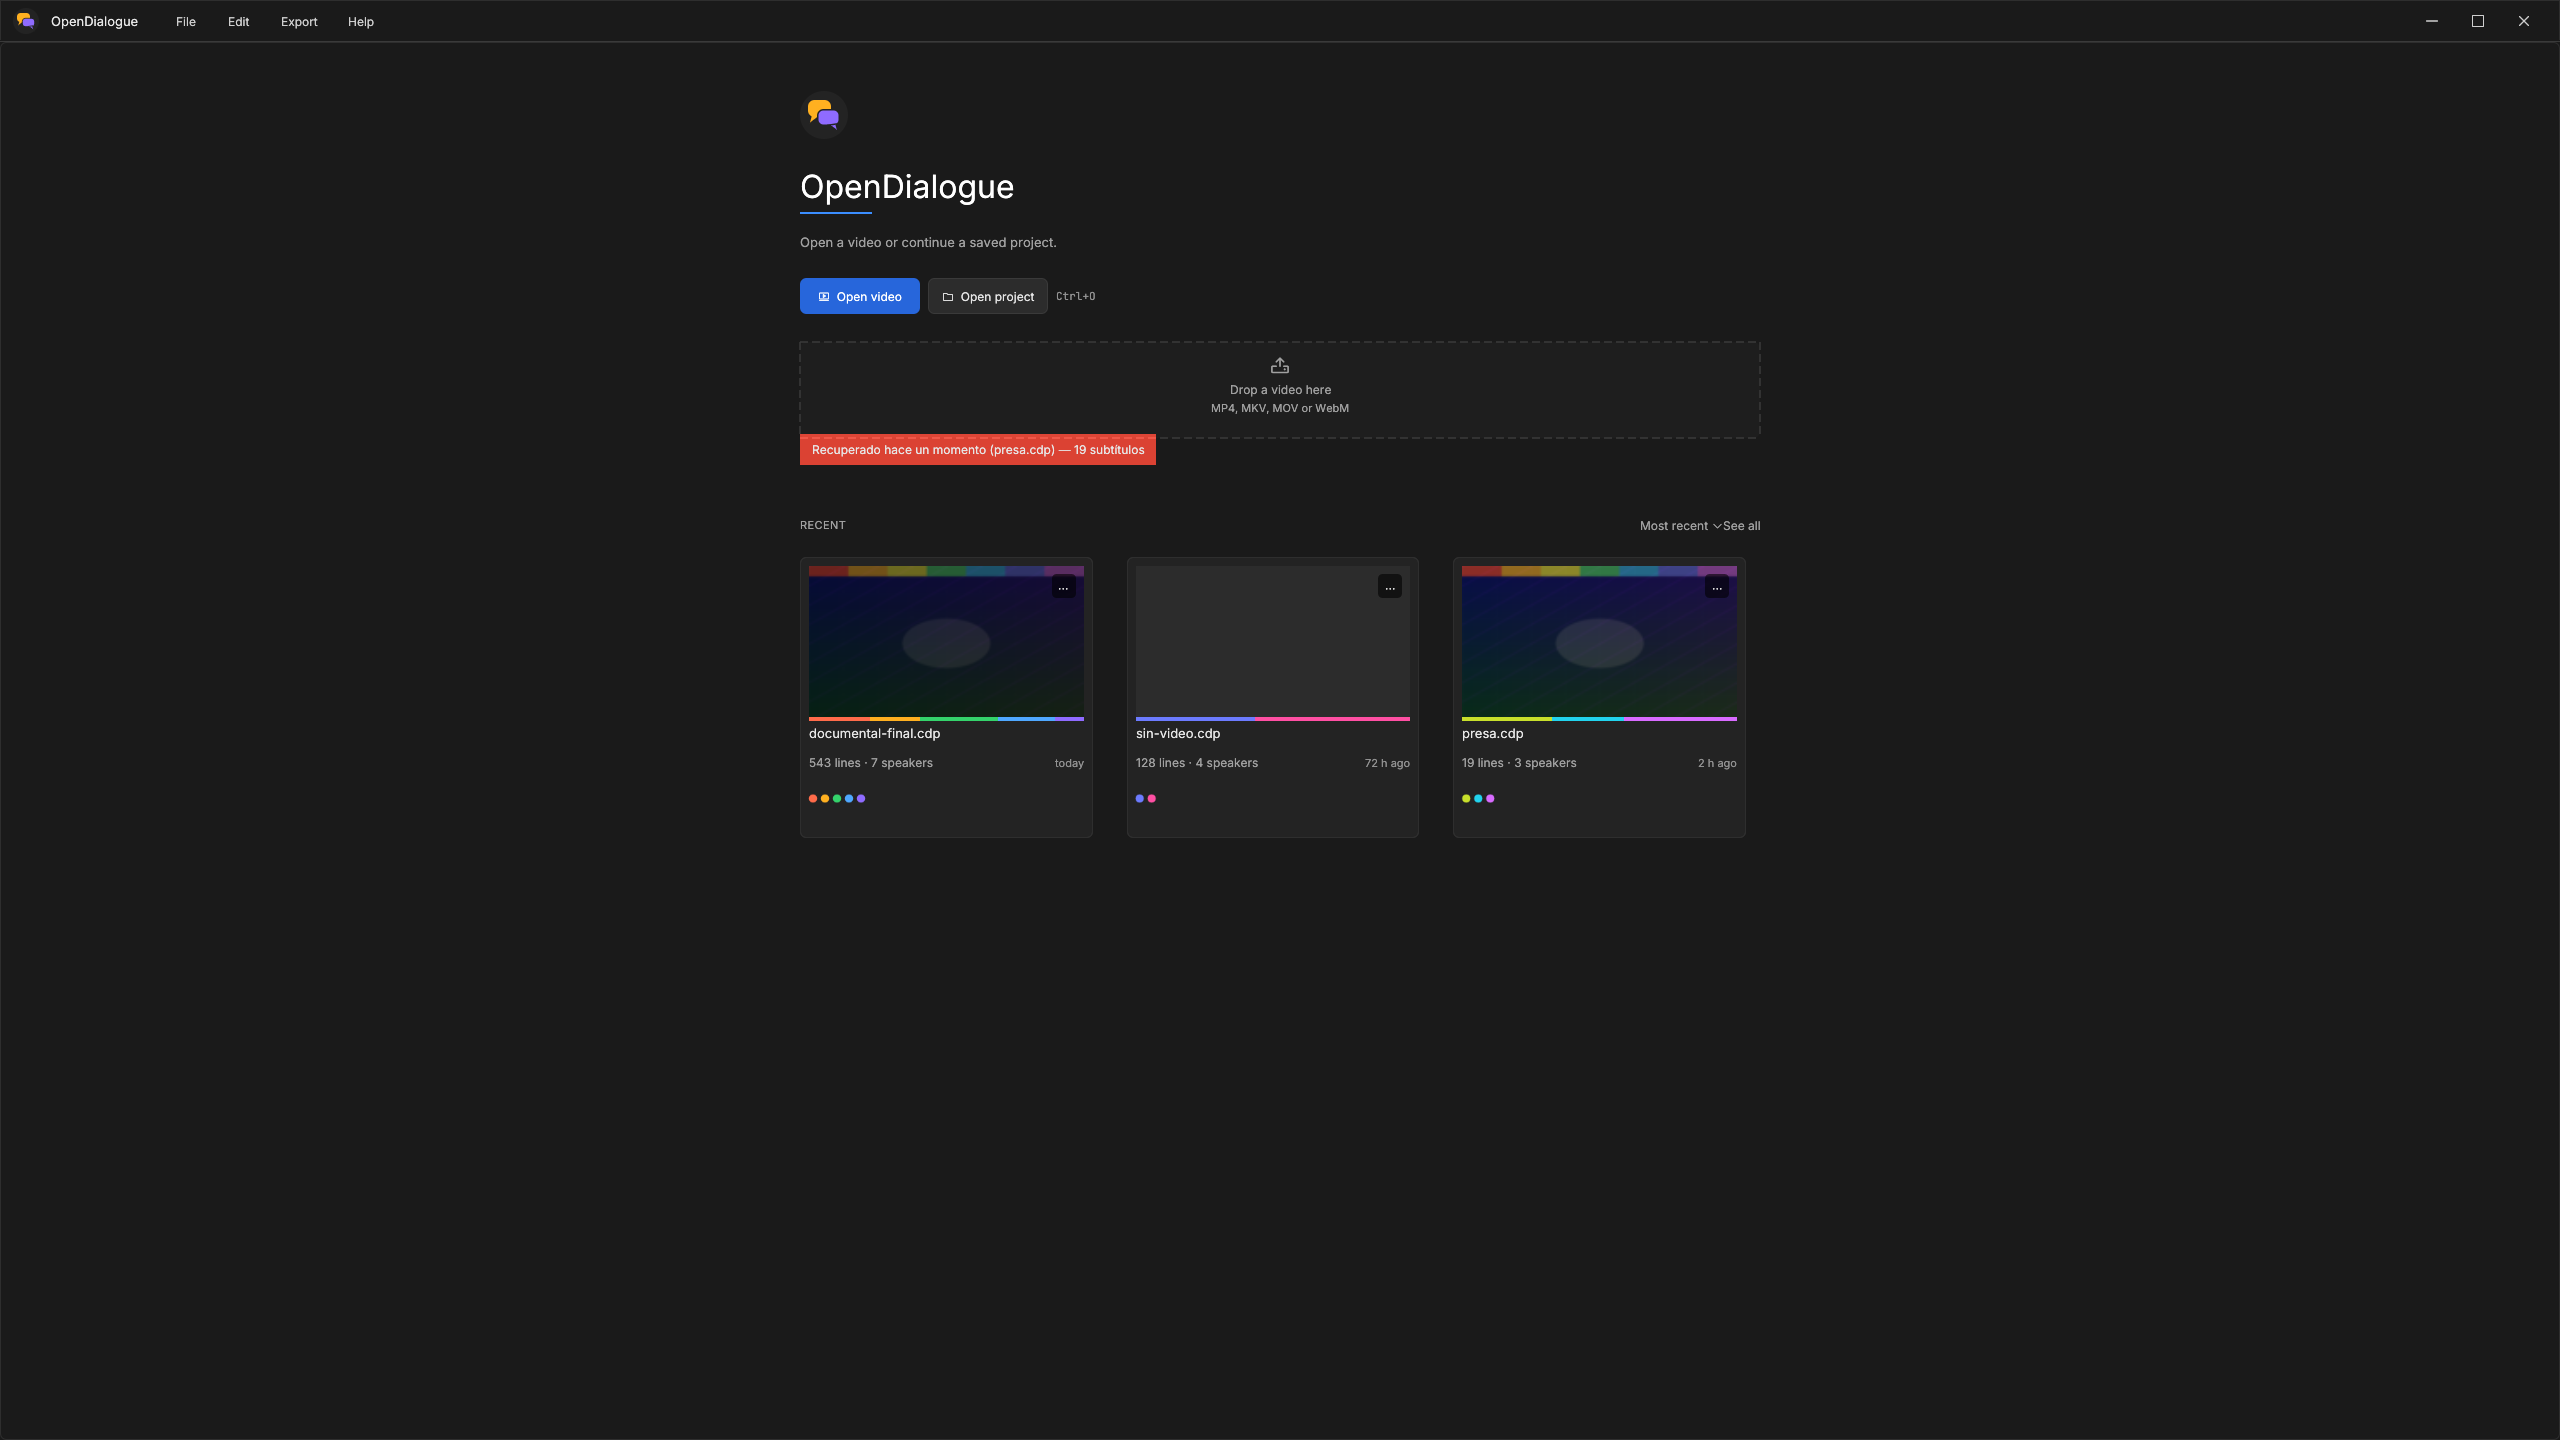 OpenDialogue File Edit Export Help
OpenDialogue
Open a video or continue a saved project.
Open video Open project Ctrl+O
Drop a video here
MP4, MKV, MOV or WebM
Recuperado hace un momento (presa.cdp) — 19 subtítulos
RECENT Most recent See all
... ... ...
documental-final.cdp sin-video.cdp presa.cdp
543 lines · 7 speakers today 128 lines · 4 speakers 72 h ago 19 lines · 3 speakers 2 h ago